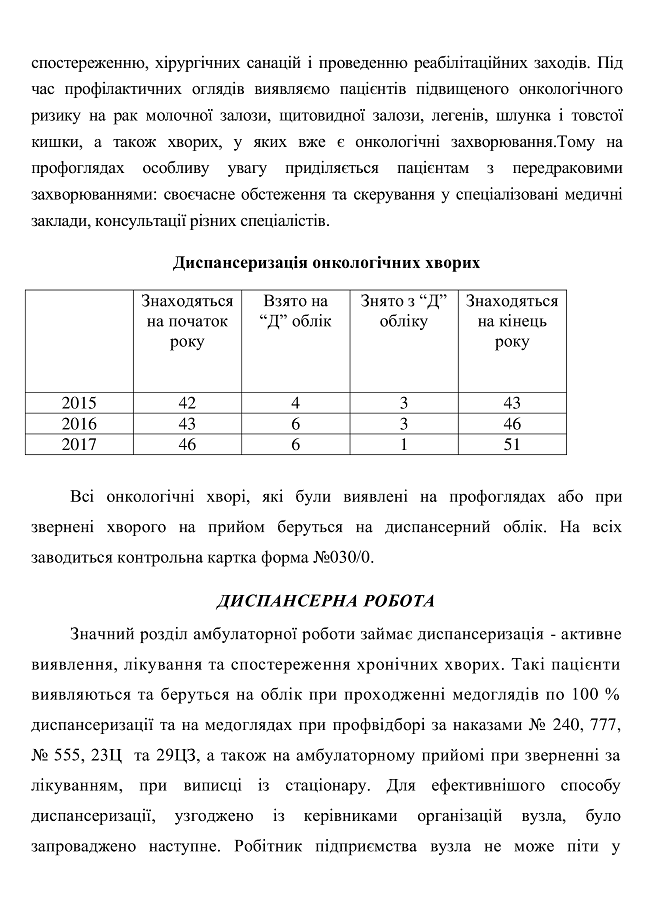 спостереженню, хірургічних санацій і проведенню реабілітаційних заходів. Під
час профілактичних оглядів виявляємо пацієнтів підвищеного онкологічного
ризику на рак молочної залози, щитовидної залози, легенів, шлунка і товстої
кишки, а також хворих, у яких вже є онкологічні захворювання.Тому на
профоглядах особливу увагу приділяється пацієнтам з передраковими
захворюваннями: своєчасне обстеження та скерування у спеціалізовані медичні
заклади, консультації різних спеціалістів.
Диспансеризація онкологічних хворих
Знаходяться на початок року Взято на “Д” облік Знято з “Д” обліку Знаходяться на кінець року
2015 42 4 3 43
2016 43 6 3 46
2017 46 6 1 51
Всі онкологічні хворі, які були виявлені на профоглядах або при
звернені хворого на прийом беруться на диспансерний облік. На всіх
заводиться контрольна картка форма №030/0.
ДИСПАНСЕРНА РОБОТА
Значний розділ амбулаторної роботи займає диспансеризація - активне
виявлення, лікування та спостереження хронічних хворих. Такі пацієнти
виявляються та беруться на облік при проходженні медоглядів по 100 %
диспансеризації та на медоглядах при профвідборі за наказами № 240, 777,
№ 555, 23Ц та 29ЦЗ, а також на амбулаторному прийомі при зверненні за
лікуванням, при виписці із стаціонару. Для ефективнішого способу
диспансеризації, узгоджено із керівниками організацій вузла, було
запроваджено наступне. Робітник підприємства вузла не може піти у